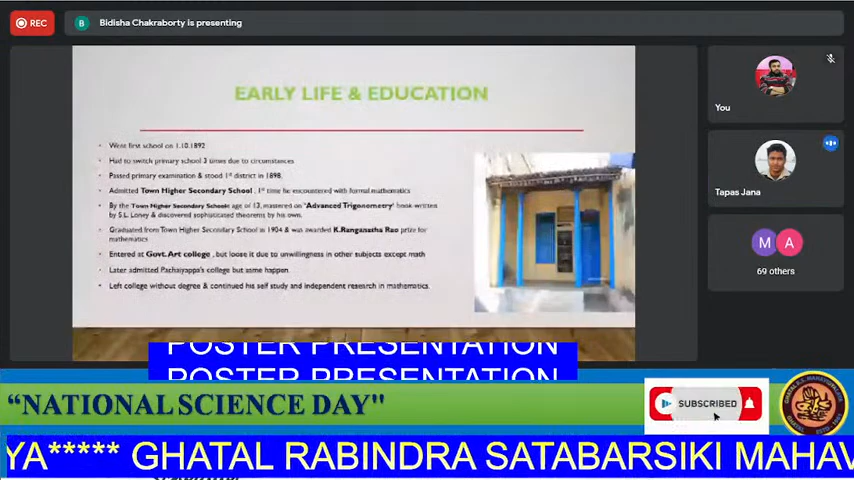 REC
B
Bidisha Chakraborty is presenting
EARLY LIFE & EDUCATION
• Went first school on 1.10.1892
• Had to switch primary school 3 times due to circumstances
• Passed primary examination & stood 1st district in 1898.
• Admitted Town Higher Secondary School , 1st time he encountered with formal mathematics
• By the Town Higher Secondary Schools age of 13, mastered on "Advanced Trigonometry" book written
by S.L. Loney & discovered sophisticated theorems by his own.
• Graduated from Town Higher Secondary School in 1904 & was awarded K.Ranganatha Rao prize for
mathematics
• Entered at Govt.Art college , but loose it due to unwillingness in other subjects except math
• Later admitted Pachaiyappa's college but same happen.
• Left college without degree & continued his self study and independent research in mathematics.
You
Tapas Jana
M A
69 others
POSTER PRESENTATION
POSTER PRESENTATION
"NATIONAL SCIENCE DAY"
SUBSCRIBED
YA***** GHATAL RABINDRA SATABARSIKI MAHAV